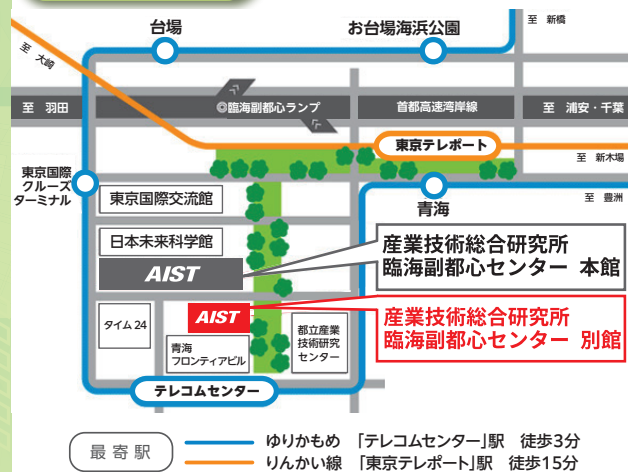 台場
お台場海浜公園
至 新橋
至 大崎
至 羽田
◎臨海副都心ランプ
首都高速湾岸線
至 浦安・千葉
東京テレポート
至 新木場
東京国際
クルーズ
ターミナル
東京国際交流館
青海
至 豊洲
日本未来科学館
AIST
産業技術総合研究所
臨海副都心センター 本館
タイム24
AIST
青海
フロンティアビル
都立産業
技術研究
センター
産業技術総合研究所
臨海副都心センター 別館
テレコムセンター
最寄駅
ゆりかもめ 「テレコムセンター」駅 徒歩3分
りんかい線 「東京テレポート」駅 徒歩15分